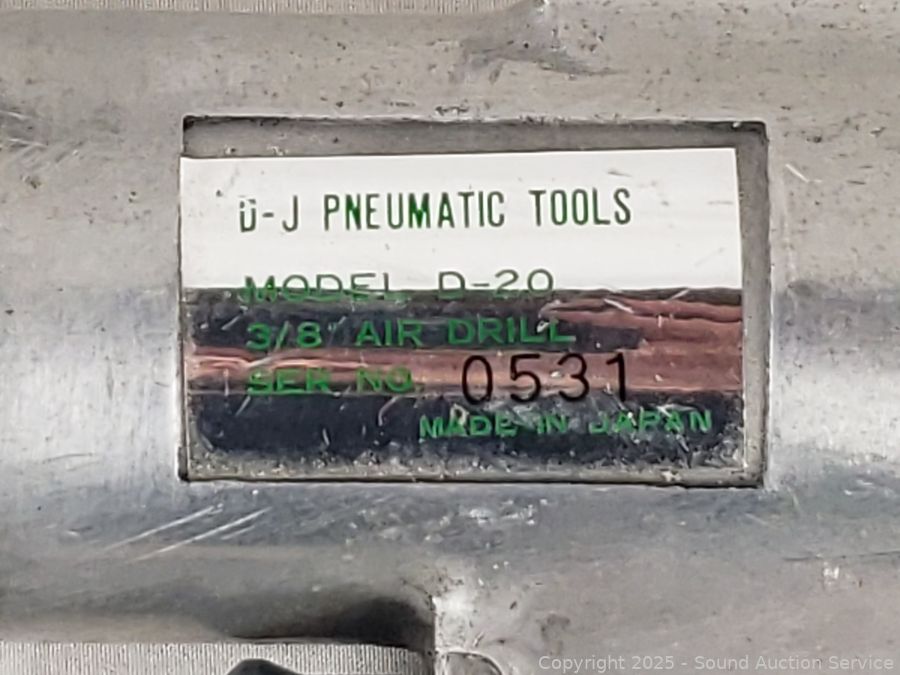 D-J PNEUMATIC TOOLS
MODEL D-20
3/8" AIR DRILL
SER NO. 0531
MADE IN JAPAN
Copyright 2025 - Sound Auction Service